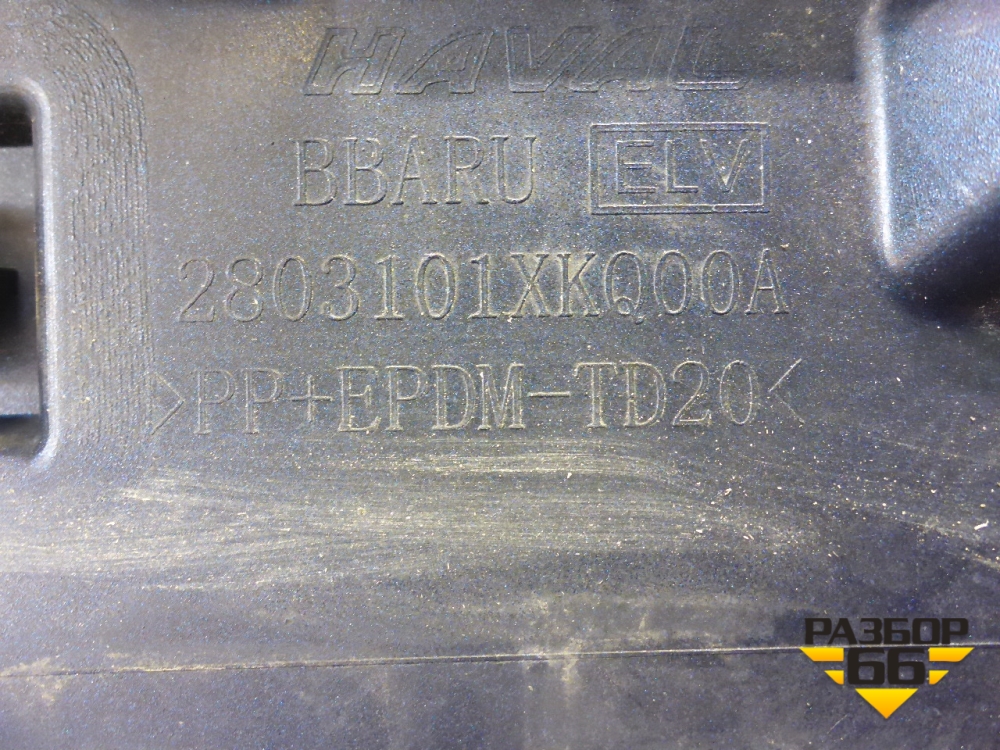 HAVAL
BBARU ELV
2803101XKQ00A
>PP+EPDM-TD20<
РАЗБОР
66